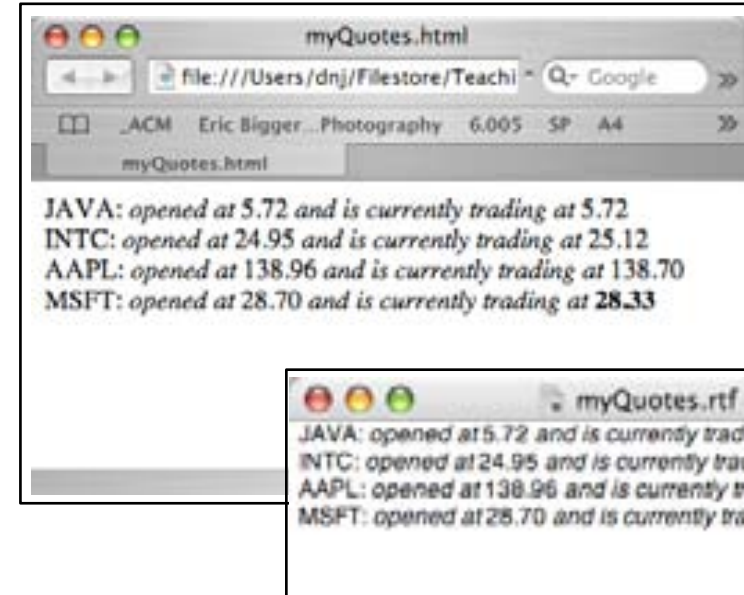 myQuotes.html
file:///Users/dnj/Filestore/Teachi Google
_ACM Eric Bigger...Photography 6.005 SP A4
myQuotes.html
JAVA: opened at 5.72 and is currently trading at 5.72
INTC: opened at 24.95 and is currently trading at 25.12
AAPL: opened at 138.96 and is currently trading at 138.70
MSFT: opened at 28.70 and is currently trading at 28.33
myQuotes.rtf
JAVA: opened at 5.72 and is currently trad
INTC: opened at 24.95 and is currently trad
AAPL: opened at 138.96 and is currently tr
MSFT: opened at 28.70 and is currently tra